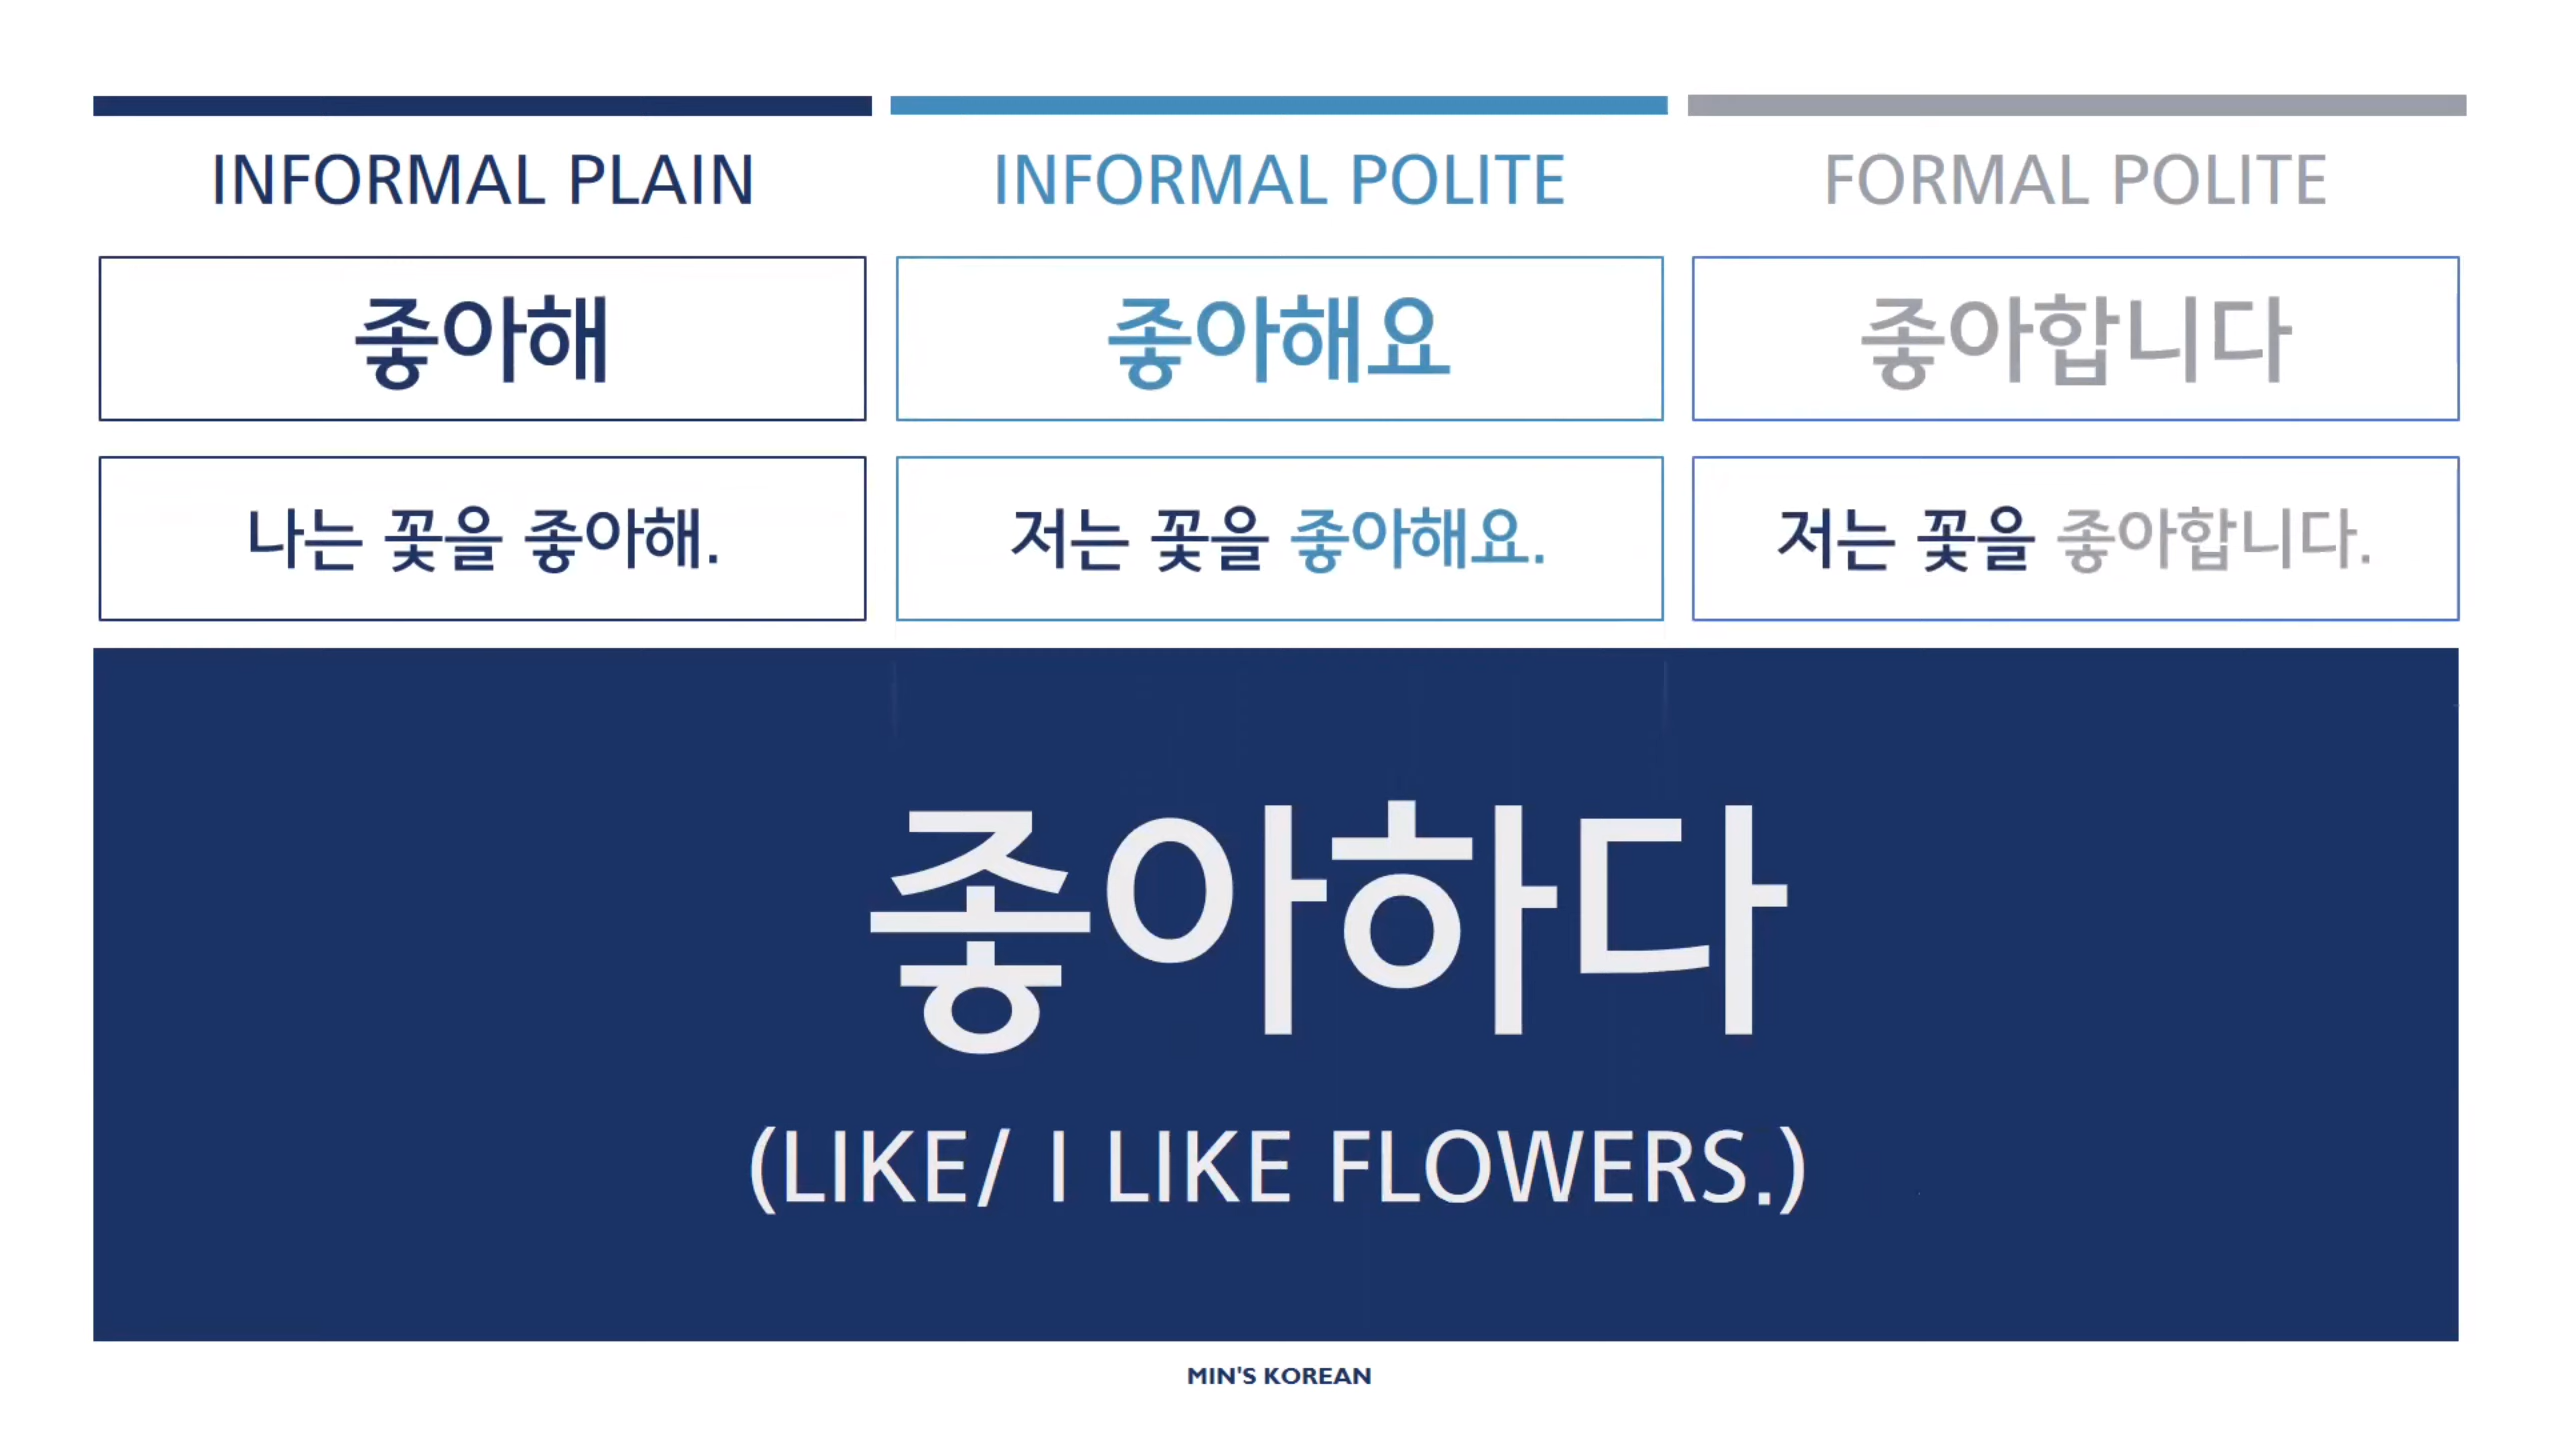 INFORMAL PLAIN
INFORMAL POLITE
FORMAL POLITE
좋아해
좋아해요
좋아합니다
나는 꽃을 좋아해.
저는 꽃을 좋아해요.
저는 꽃을 좋아합니다.
좋아하다
(LIKE/ I LIKE FLOWERS.)
MIN'S KOREAN